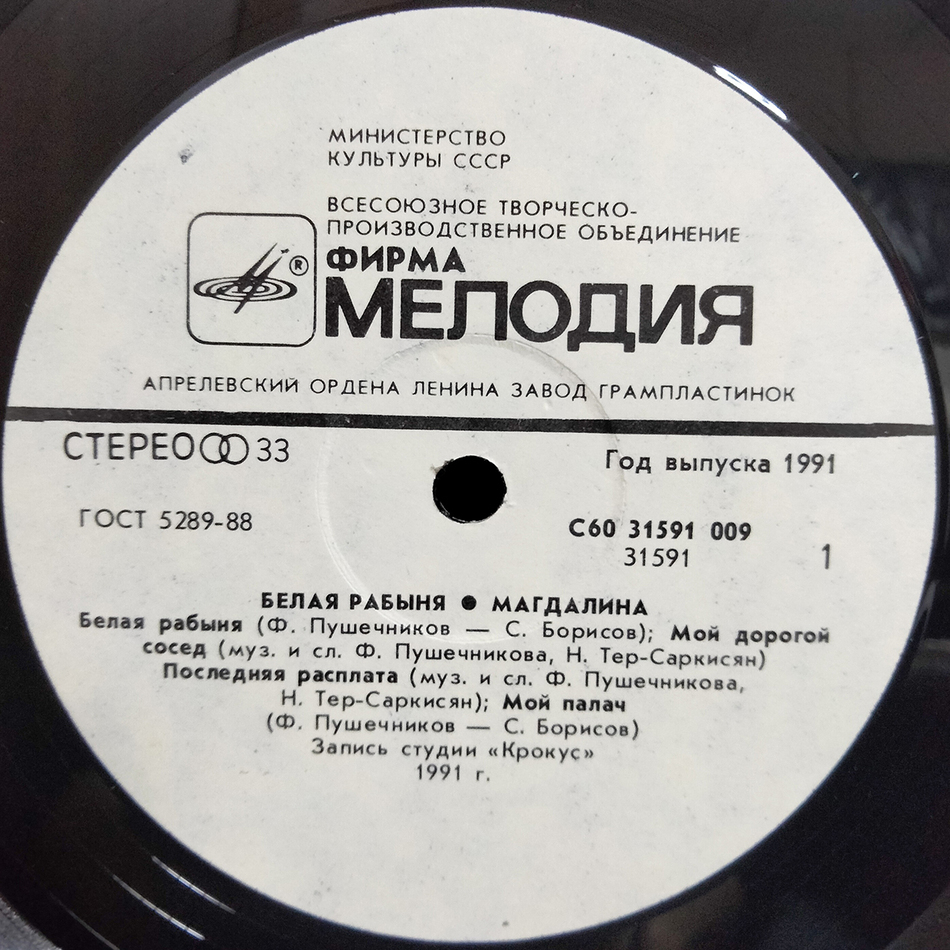 МИНИСТЕРСТВО
КУЛЬТУРЫ СССР
ВСЕСОЮЗНОЕ ТВОРЧЕСКО-
ПРОИЗВОДСТВЕННОЕ ОБЪЕДИНЕНИЕ
®
ФИРМА
МЕЛОДИЯ
АПРЕЛЕВСКИЙ ОРДЕНА ЛЕНИНА ЗАВОД ГРАМПЛАСТИНОК
СТЕРЕО 33
Год выпуска 1991
ГОСТ 5289-88
С60 31591 009
31591
1
БЕЛАЯ РАБЫНЯ ● МАГДАЛИНА
Белая рабыня (Ф. Пушечников — С. Борисов); Мой дорогой
сосед (муз. и сл. Ф. Пушечникова, Н. Тер-Саркисян)
Последняя расплата (муз. и сл. Ф. Пушечникова,
Н. Тер-Саркисян); Мой палач
(Ф. Пушечников — С. Борисов)
Запись студии «Крокус»
1991 г.